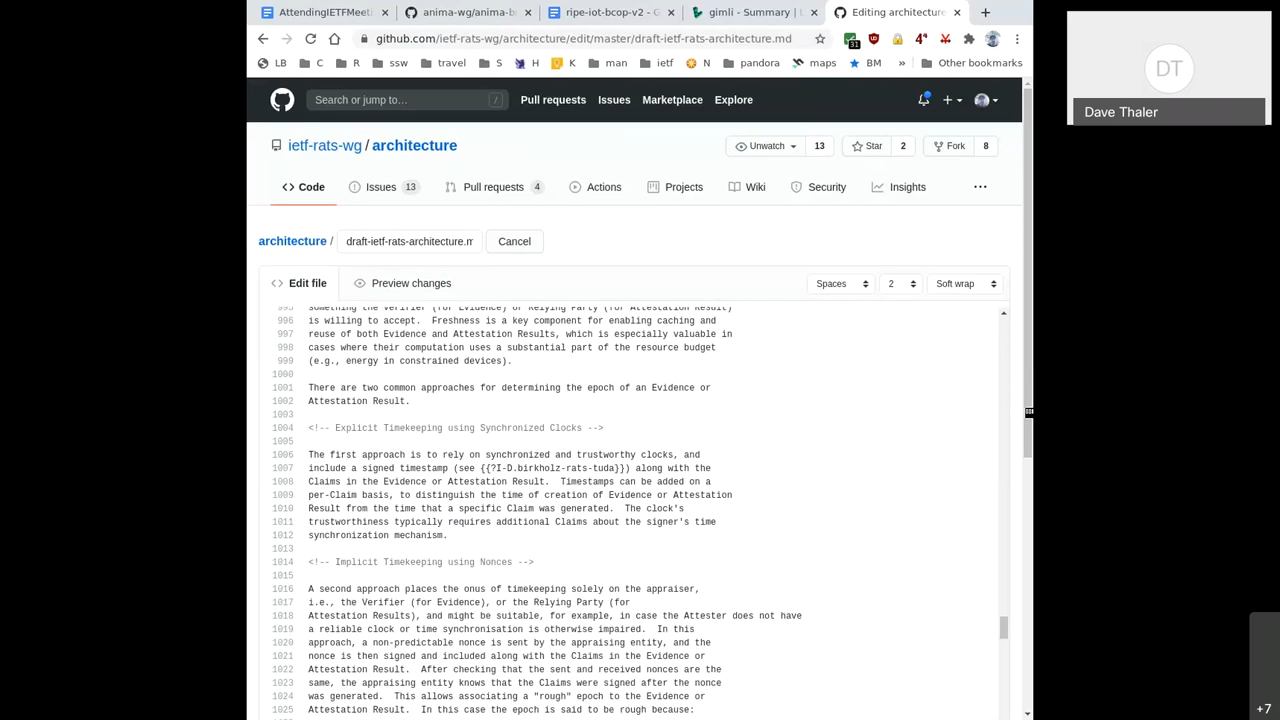 AttendingIETFMeeti
anima-wg/anima-b
ripe-iot-bcop-v2 - G
gimli - Summary | L
Editing architecture
github.com/ietf-rats-wg/architecture/edit/master/draft-ietf-rats-architecture.md
31
4
LB
C
R
ssw
travel
S
H
K
man
ietf
N
pandora
maps
BM
»
Other bookmarks
Search or jump to…
/
Pull requests
Issues
Marketplace
Explore
ietf-rats-wg / architecture
Unwatch
13
Star
2
Fork
8
Code
Issues 13
Pull requests 4
Actions
Projects
Wiki
Security
Insights
architecture / draft-ietf-rats-architecture.m
Cancel
Edit file
Preview changes
Spaces
2
Soft wrap
995 something the Verifier (for Evidence) or Relying Party (for Attestation Result)
996 is willing to accept.  Freshness is a key component for enabling caching and
997 reuse of both Evidence and Attestation Results, which is especially valuable in
998 cases where their computation uses a substantial part of the resource budget
999 (e.g., energy in constrained devices).
1000
1001 There are two common approaches for determining the epoch of an Evidence or
1002 Attestation Result.
1003
1004 <!-- Explicit Timekeeping using Synchronized Clocks -->
1005
1006 The first approach is to rely on synchronized and trustworthy clocks, and
1007 include a signed timestamp (see {{?I-D.birkholz-rats-tuda}}) along with the
1008 Claims in the Evidence or Attestation Result.  Timestamps can be added on a
1009 per-Claim basis, to distinguish the time of creation of Evidence or Attestation
1010 Result from the time that a specific Claim was generated.  The clock's
1011 trustworthiness typically requires additional Claims about the signer's time
1012 synchronization mechanism.
1013
1014 <!-- Implicit Timekeeping using Nonces -->
1015
1016 A second approach places the onus of timekeeping solely on the appraiser,
1017 i.e., the Verifier (for Evidence), or the Relying Party (for
1018 Attestation Results), and might be suitable, for example, in case the Attester does not have
1019 a reliable clock or time synchronisation is otherwise impaired.  In this
1020 approach, a non-predictable nonce is sent by the appraising entity, and the
1021 nonce is then signed and included along with the Claims in the Evidence or
1022 Attestation Result.  After checking that the sent and received nonces are the
1023 same, the appraising entity knows that the Claims were signed after the nonce
1024 was generated.  This allows associating a "rough" epoch to the Evidence or
1025 Attestation Result.  In this case the epoch is said to be rough because:
DT
Dave Thaler
+7